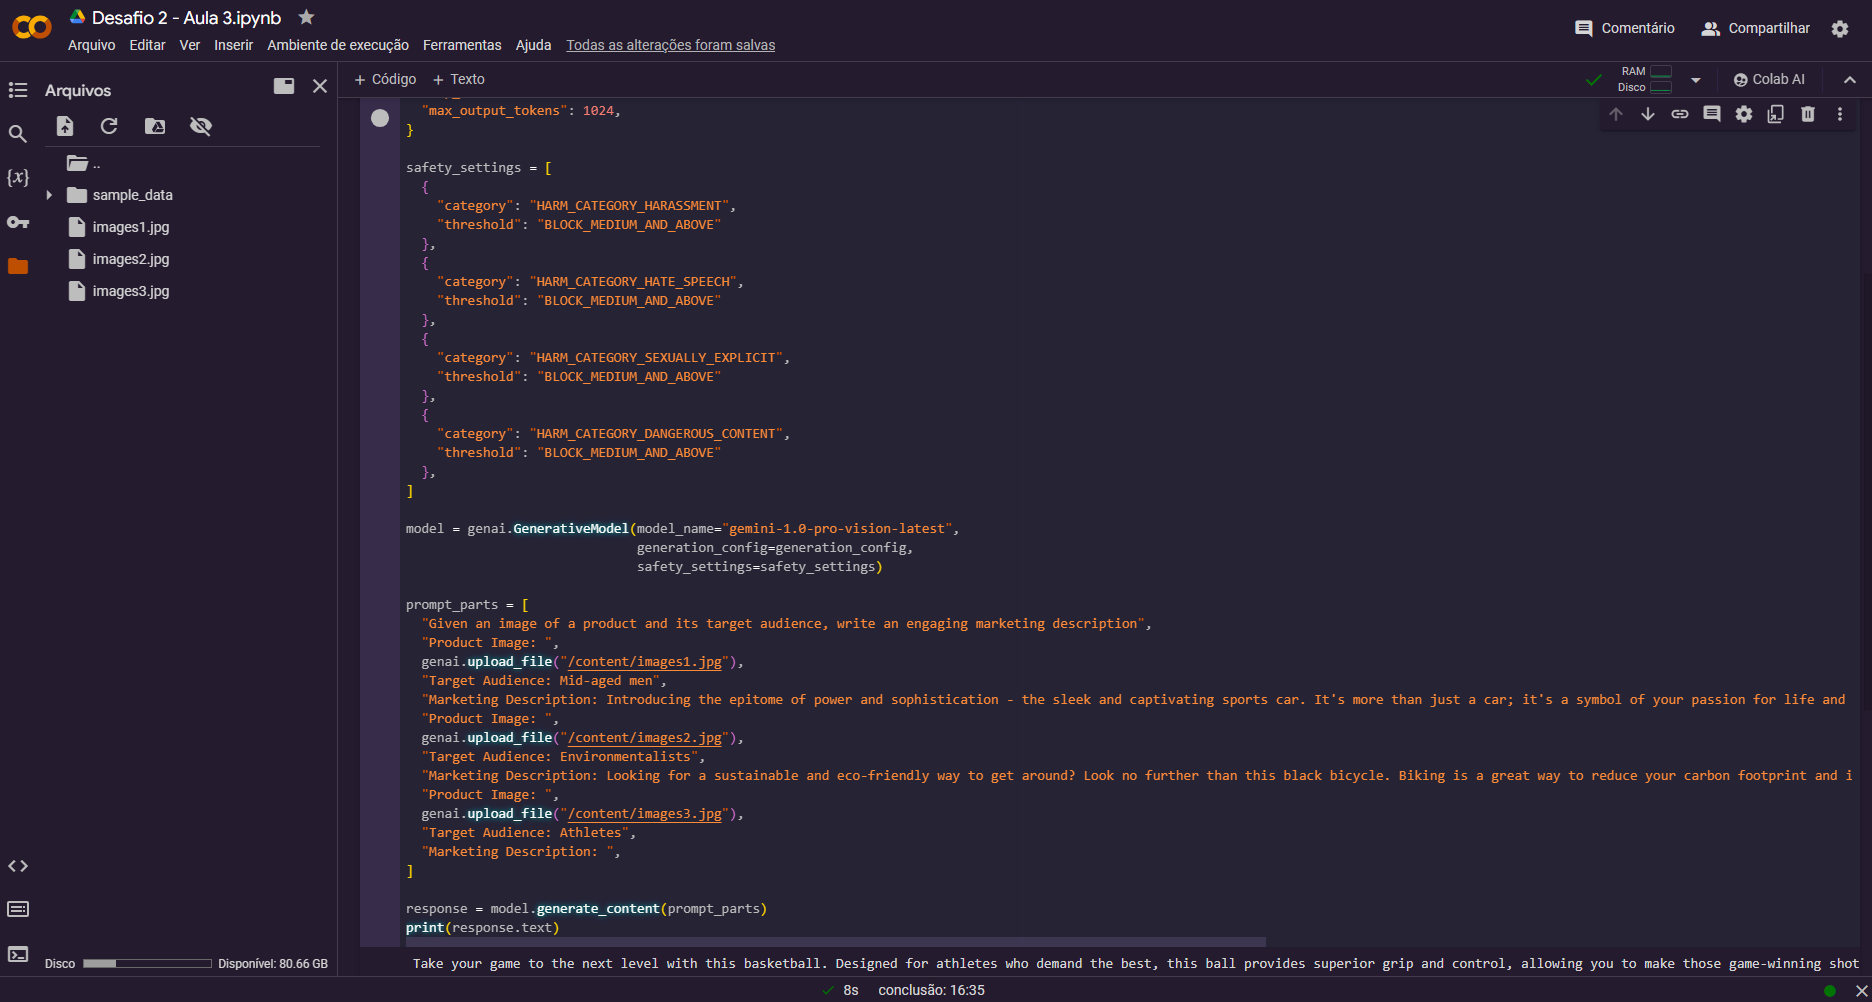 Desafio 2 - Aula 3.ipynb
Arquivo Editar Ver Inserir Ambiente de execução Ferramentas Ajuda Todas as alterações foram salvas
Comentário Compartilhar
Arquivos
+ Código + Texto
RAM
Disco
Colab AI
..
sample_data
images1.jpg
images2.jpg
images3.jpg
{x}
"max_output_tokens": 1024,
}
safety_settings = [
{
"category": "HARM_CATEGORY_HARASSMENT",
"threshold": "BLOCK_MEDIUM_AND_ABOVE"
},
{
"category": "HARM_CATEGORY_HATE_SPEECH",
"threshold": "BLOCK_MEDIUM_AND_ABOVE"
},
{
"category": "HARM_CATEGORY_SEXUALLY_EXPLICIT",
"threshold": "BLOCK_MEDIUM_AND_ABOVE"
},
{
"category": "HARM_CATEGORY_DANGEROUS_CONTENT",
"threshold": "BLOCK_MEDIUM_AND_ABOVE"
},
]
model = genai.GenerativeModel(model_name="gemini-1.0-pro-vision-latest",
generation_config=generation_config,
safety_settings=safety_settings)
prompt_parts = [
"Given an image of a product and its target audience, write an engaging marketing description",
"Product Image: ",
genai.upload_file("/content/images1.jpg"),
"Target Audience: Mid-aged men",
"Marketing Description: Introducing the epitome of power and sophistication - the sleek and captivating sports car. It's more than just a car; it's a symbol of your passion for life and
"Product Image: ",
genai.upload_file("/content/images2.jpg"),
"Target Audience: Environmentalists",
"Marketing Description: Looking for a sustainable and eco-friendly way to get around? Look no further than this black bicycle. Biking is a great way to reduce your carbon footprint and i
"Product Image: ",
genai.upload_file("/content/images3.jpg"),
"Target Audience: Athletes",
"Marketing Description: ",
]
response = model.generate_content(prompt_parts)
print(response.text)
Take your game to the next level with this basketball. Designed for athletes who demand the best, this ball provides superior grip and control, allowing you to make those game-winning shot
Disco Disponível: 80.66 GB
8s conclusão: 16:35